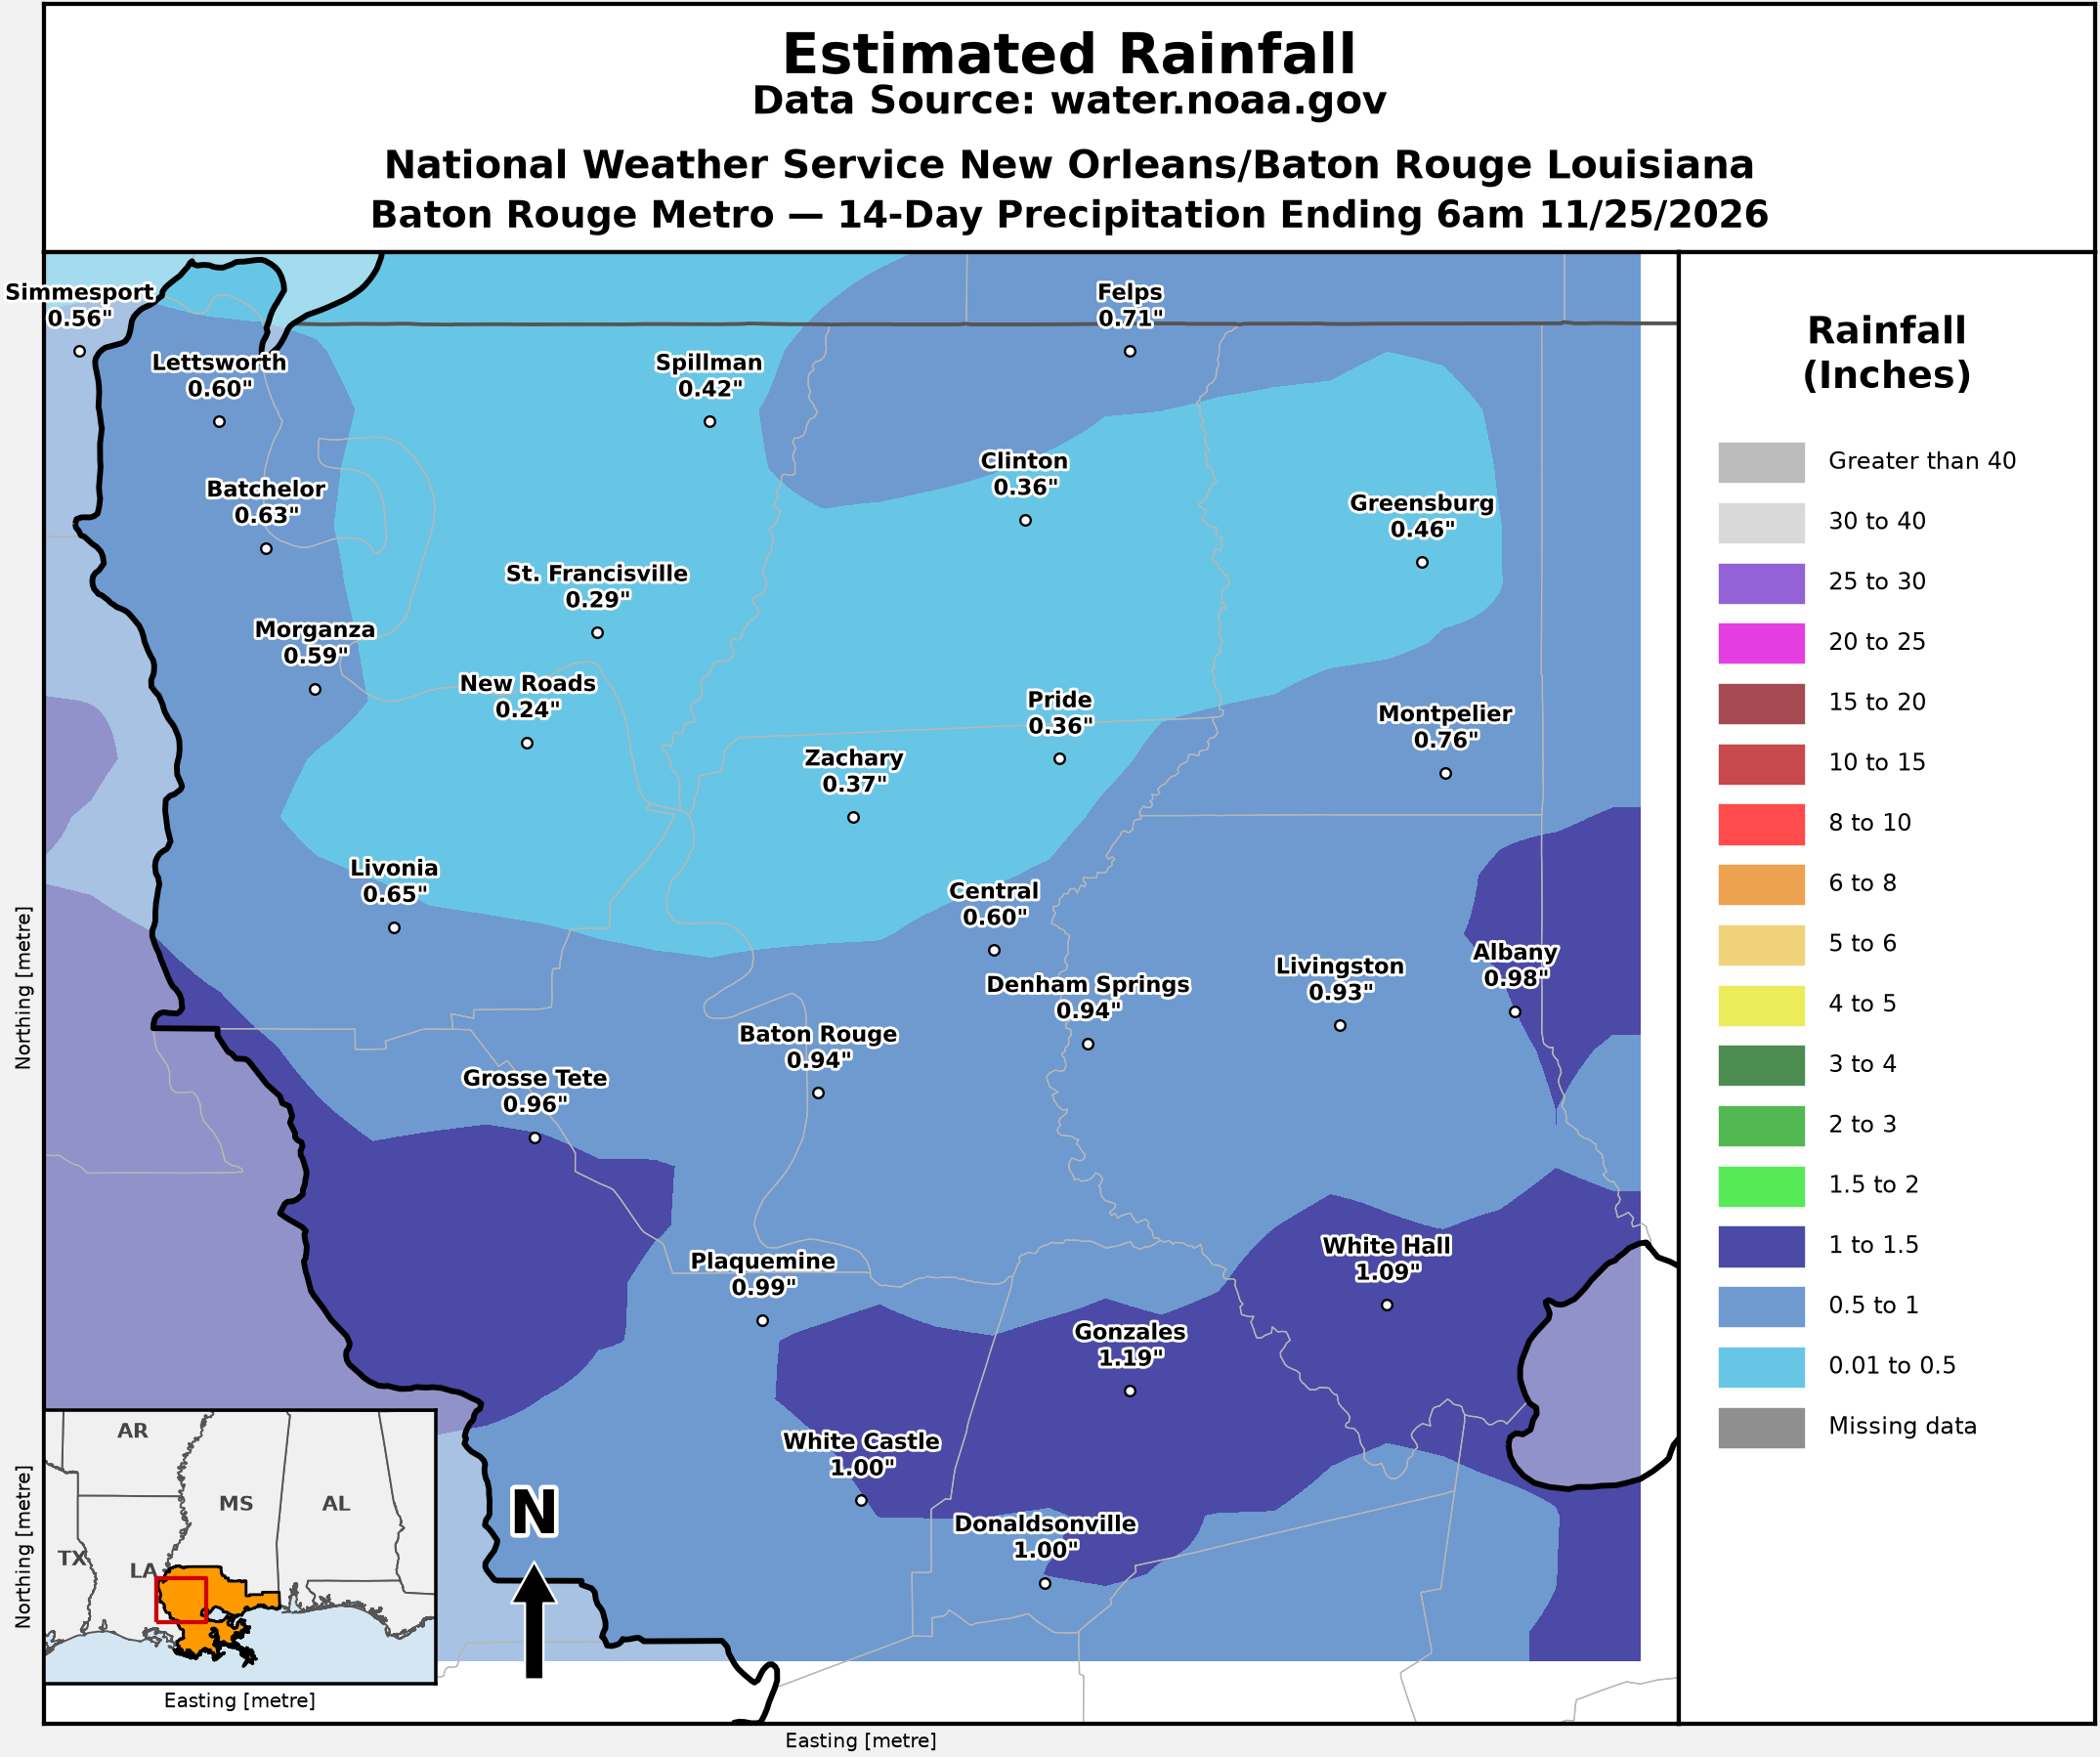 Estimated Rainfall
Data Source: water.noaa.gov
National Weather Service New Orleans/Baton Rouge Louisiana
Baton Rouge Metro — 14-Day Precipitation Ending 6am 11/25/2026
Simmesport
0.56"
Felps
0.71"
Lettsworth
0.60"
Spillman
0.42"
Clinton
0.36"
Batchelor
0.63"
Greensburg
0.46"
St. Francisville
0.29"
Morganza
0.59"
New Roads
0.24"
Pride
0.36"
Montpelier
0.76"
Zachary
0.37"
Livonia
0.65"
Central
0.60"
Albany
0.98"
Livingston
0.93"
Denham Springs
0.94"
Baton Rouge
0.94"
Grosse Tete
0.96"
White Hall
1.09"
Plaquemine
0.99"
Gonzales
1.19"
White Castle
1.00"
Donaldsonville
1.00"
N
AR
MS
AL
TX
LA
Easting [metre]
Northing [metre]
Northing [metre]
Easting [metre]
Rainfall
(Inches)
Greater than 40
30 to 40
25 to 30
20 to 25
15 to 20
10 to 15
8 to 10
6 to 8
5 to 6
4 to 5
3 to 4
2 to 3
1.5 to 2
1 to 1.5
0.5 to 1
0.01 to 0.5
Missing data